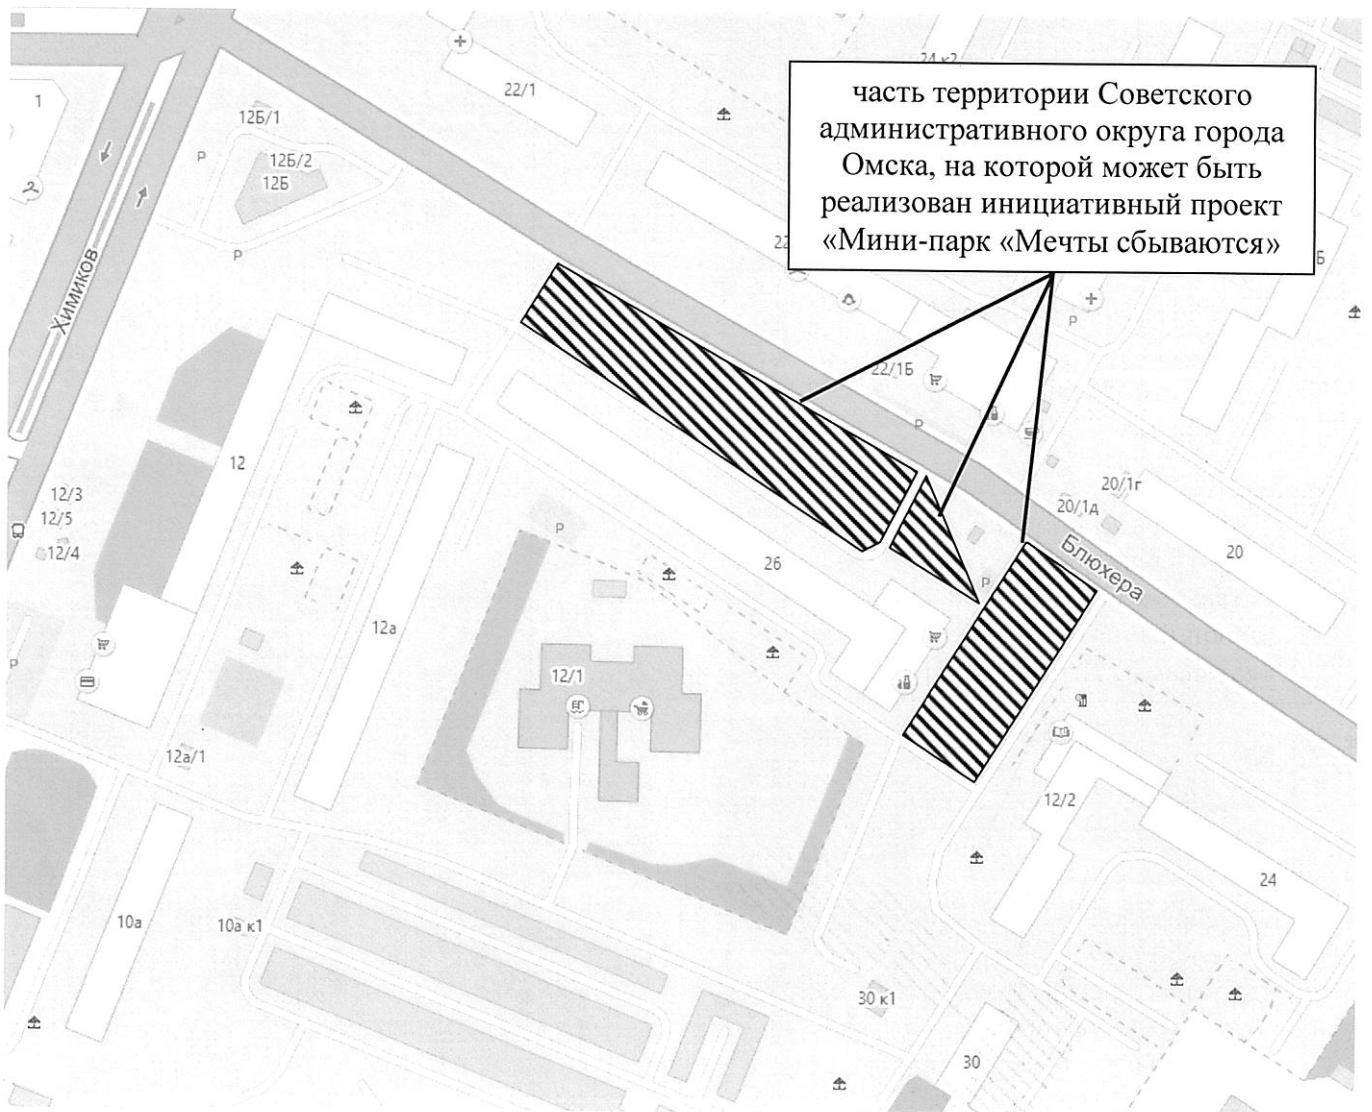 24 к2
1
22/1
часть территории Советского
административного округа города
Омска, на которой может быть
реализован инициативный проект
«Мини-парк «Мечты сбываются»
12Б/1
12Б/2
12Б
P
P
22
Б
P
Химиков
22/1Б
P
12
12/3
12/5
12/4
20/1г
20/1д
20
P
26
Блюхера
P
12а
P
12/1
12а/1
12/2
24
10а
10а к1
30 к1
30